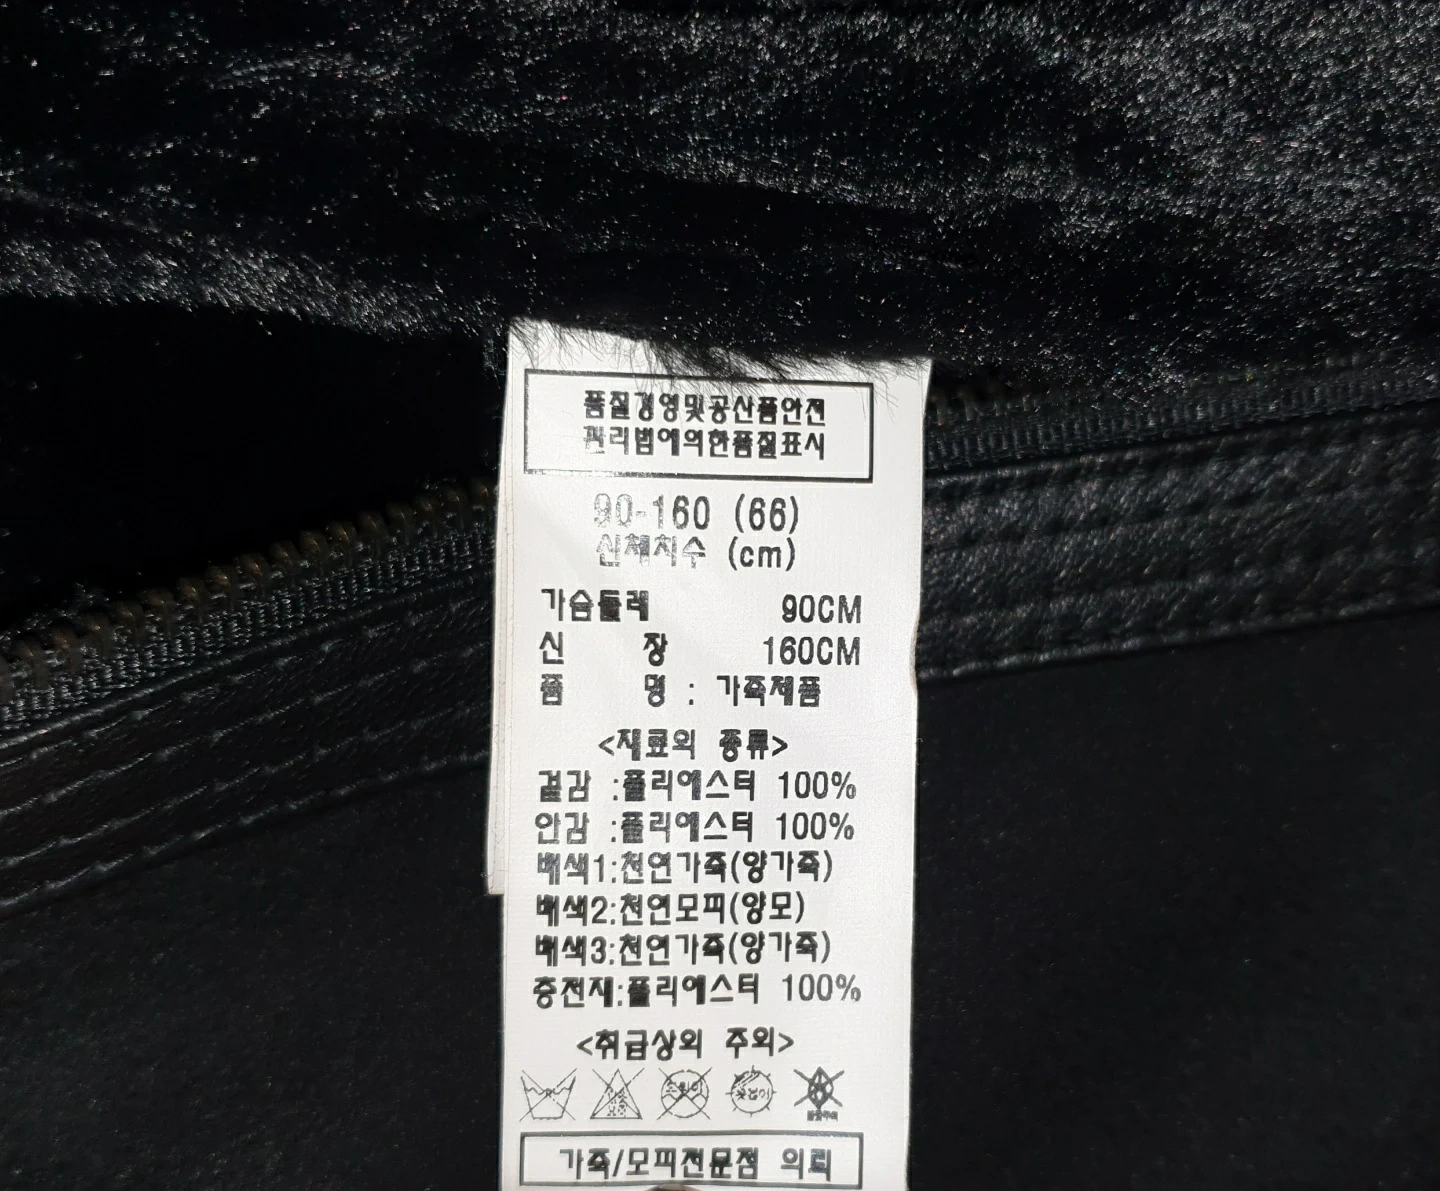 품질경영및공산품안전
관리법에의한품질표시
90-160 (66)
신체치수 (cm)
가슴둘레 90CM
신 장 160CM
품 명 : 가죽제품
<재료의 종류>
겉감 :폴리에스터 100%
안감 :폴리에스터 100%
배색1:천연가죽(양가죽)
배색2:천연모피(양모)
배색3:천연가죽(양가죽)
충전재:폴리에스터 100%
<취급상의 주의>
가죽/모피전문점 의뢰